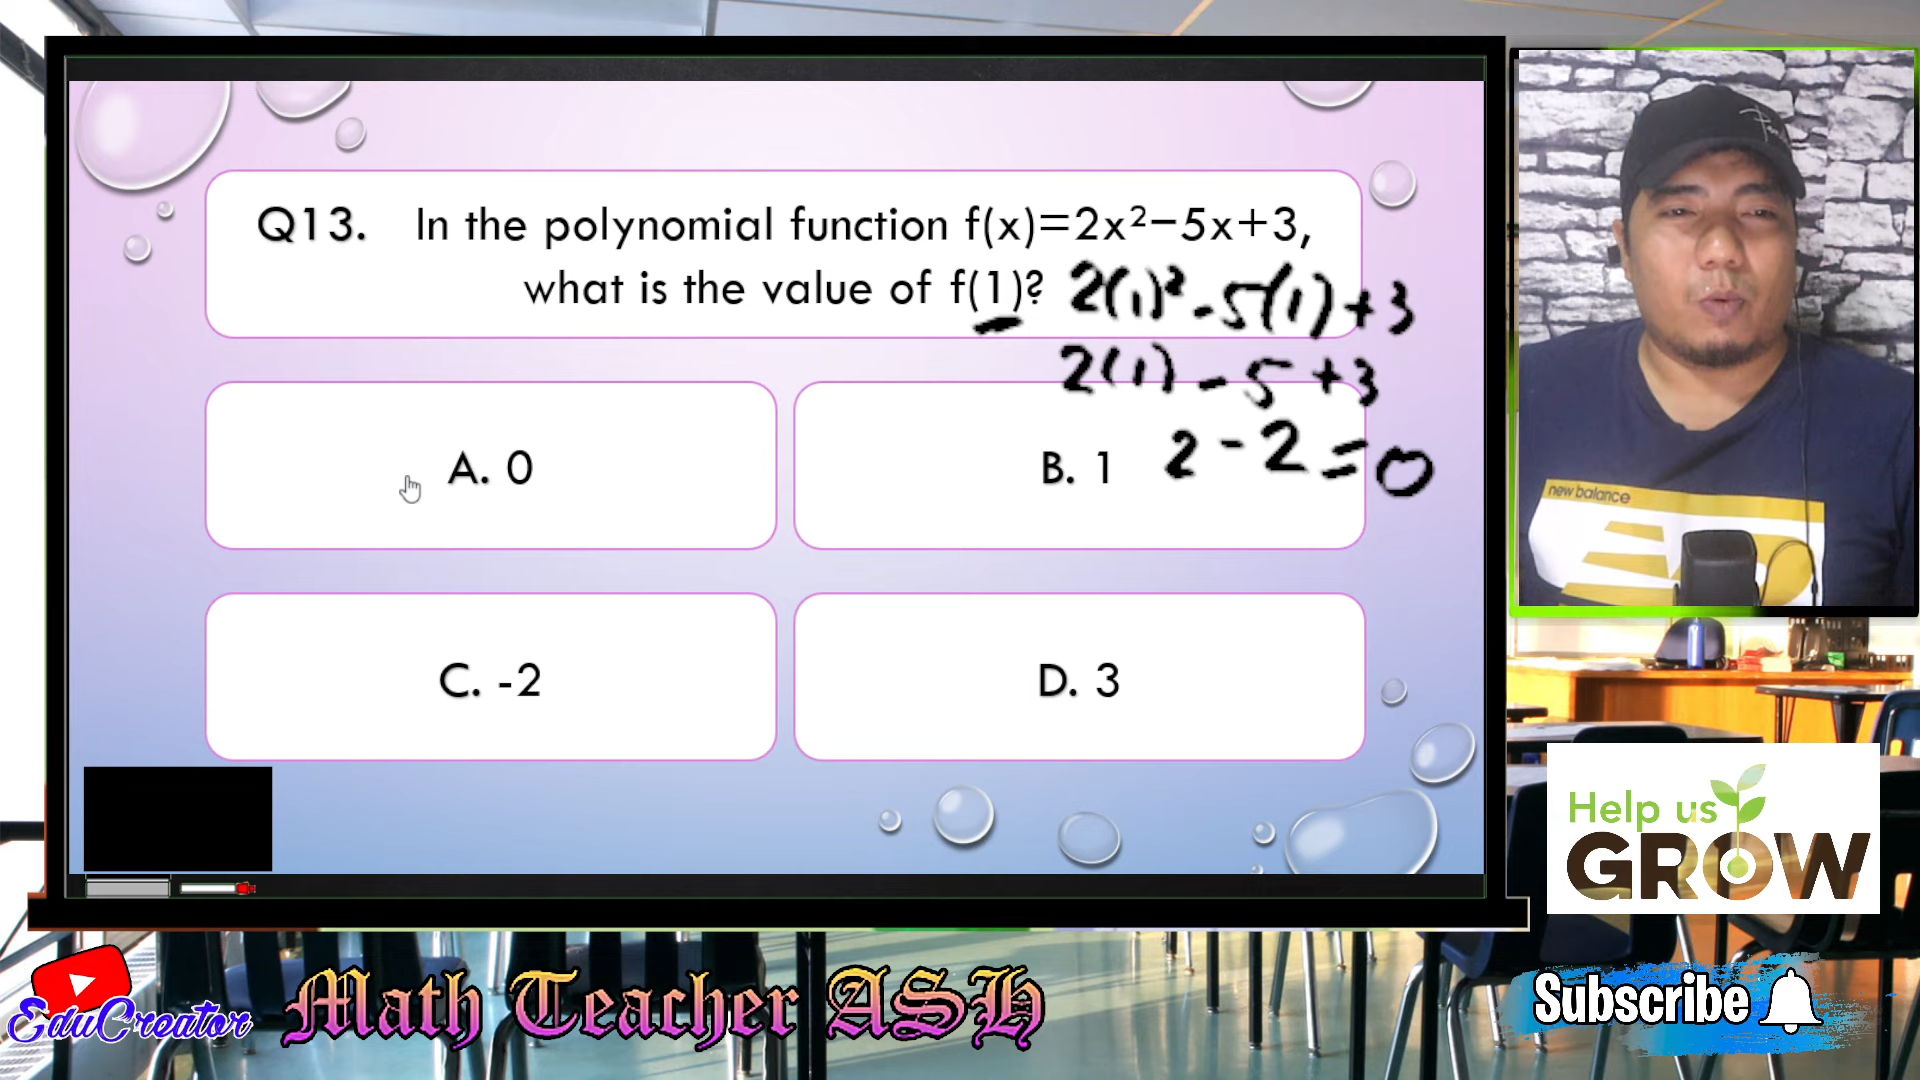 Q13. In the polynomial function f(x)=2x²−5x+3,
what is the value of f(1)?
2(1)² - 5(1) + 3
2(1) - 5 + 3
2 - 2 = 0
A. 0
B. 1
C. -2
D. 3
new balance
Help us
GROW
EduCreator
Math Teacher ASH
Subscribe